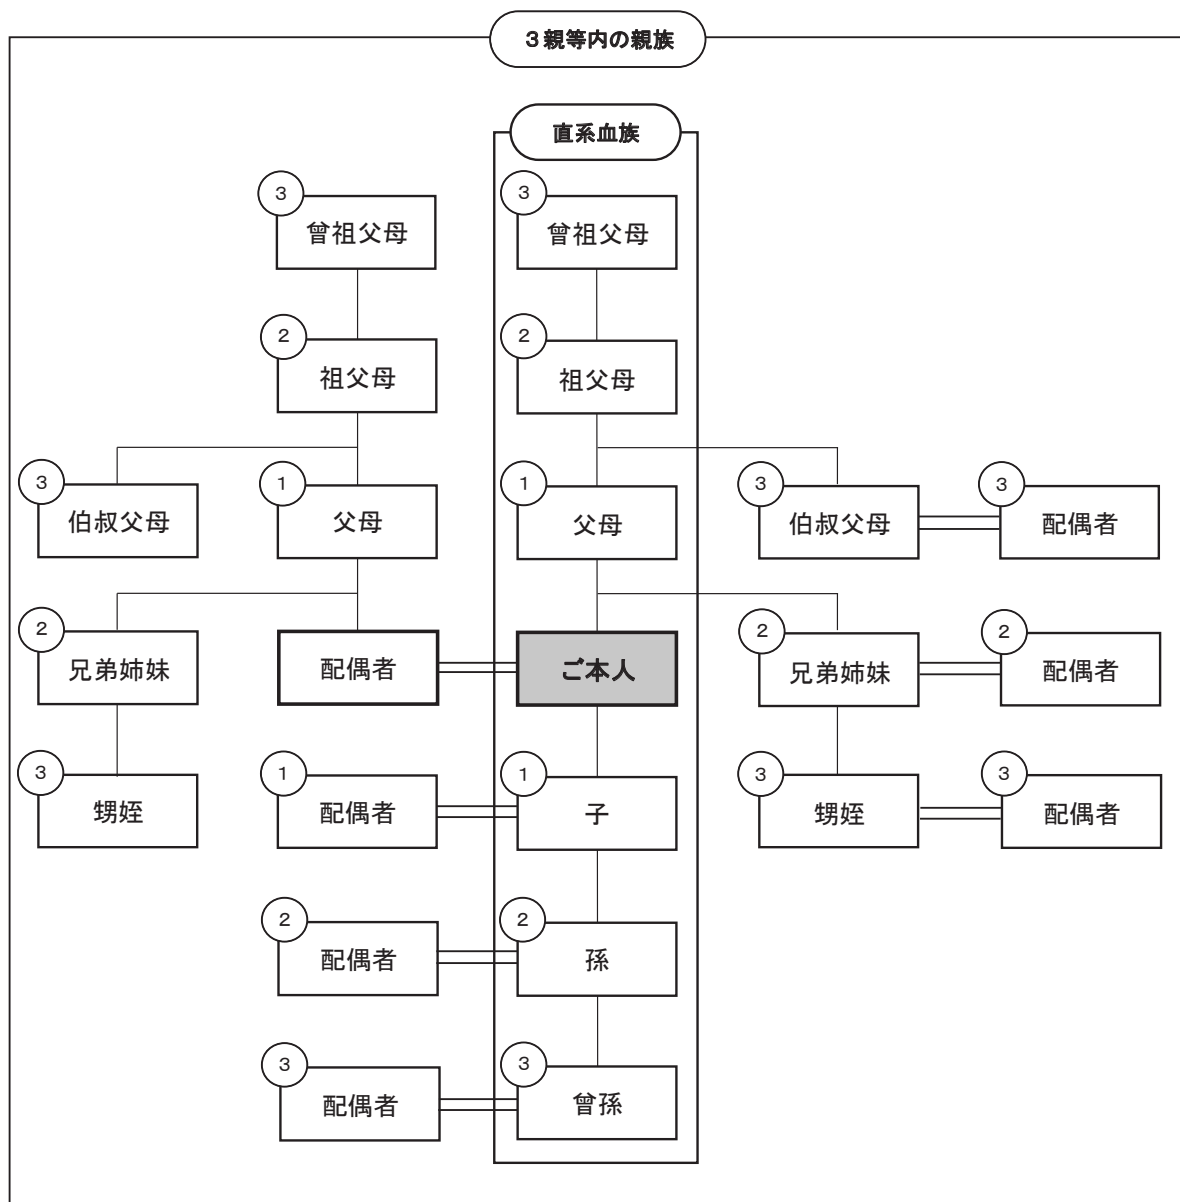 3親等内の親族
直系血族
3
曾祖父母
3
曾祖父母
2
祖父母
2
祖父母
3
伯叔父母
1
父母
1
父母
3
伯叔父母
3
配偶者
2
兄弟姉妹
配偶者
ご本人
2
兄弟姉妹
2
配偶者
3
甥姪
1
配偶者
1
子
3
甥姪
3
配偶者
2
配偶者
2
孫
3
配偶者
3
曾孫